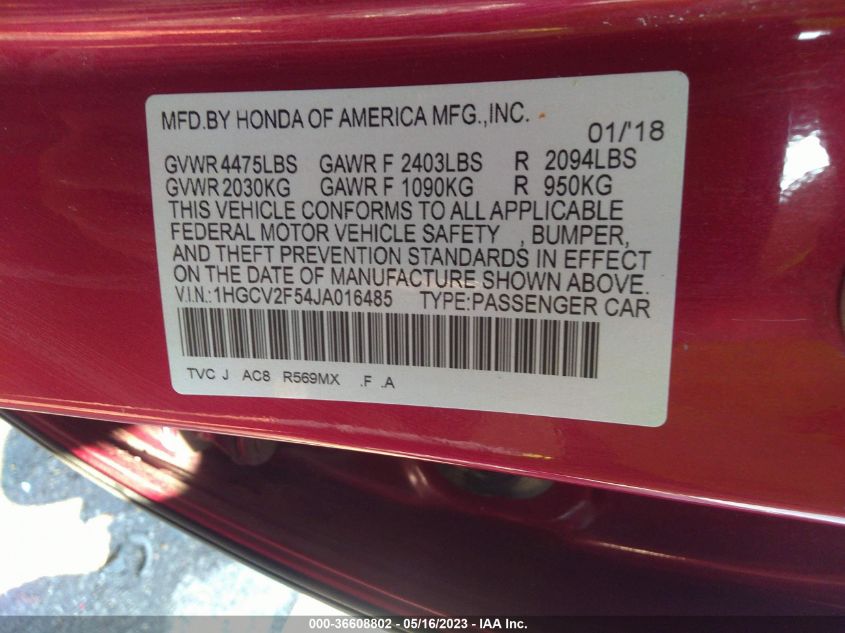 MFD.BY HONDA OF AMERICA MFG.,INC.
01/'18
GVWR 4475LBS GAWR F 2403LBS R 2094LBS
GVWR 2030KG GAWR F 1090KG R 950KG
THIS VEHICLE CONFORMS TO ALL APPLICABLE
FEDERAL MOTOR VEHICLE SAFETY , BUMPER,
AND THEFT PREVENTION STANDARDS IN EFFECT
ON THE DATE OF MANUFACTURE SHOWN ABOVE.
V.I.N.:1HGCV2F54JA016485 TYPE:PASSENGER CAR
TVC J AC8 R569MX .F .A
000-36608802 - 05/16/2023 - IAA Inc.